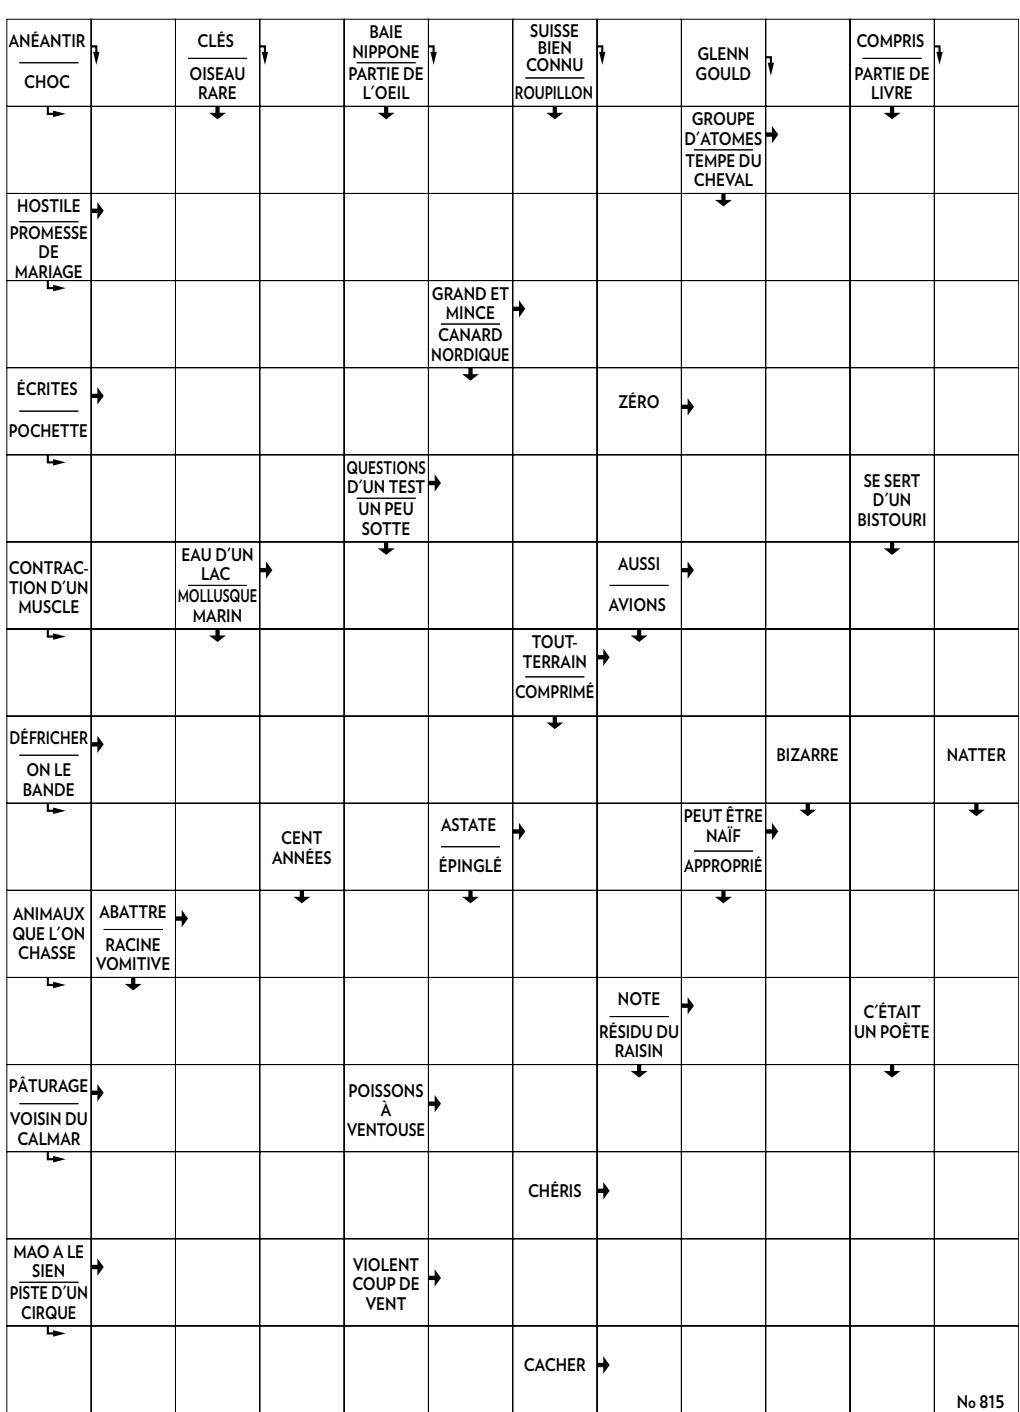 ANÉANTIR
CHOC
CLÉS
OISEAU
RARE
BAIE
NIPPONE
PARTIE DE
L'OEIL
SUISSE
BIEN
CONNU
ROUPILLON
GLENN
GOULD
COMPRIS
PARTIE DE
LIVRE
GROUPE
D'ATOMES
TEMPE DU
CHEVAL
HOSTILE
PROMESSE
DE
MARIAGE
GRAND ET
MINCE
CANARD
NORDIQUE
ÉCRITES
POCHETTE
ZÉRO
QUESTIONS
D'UN TEST
UN PEU
SOTTE
SE SERT
D'UN
BISTOURI
CONTRAC-
TION D'UN
MUSCLE
EAU D'UN
LAC
MOLLUSQUE
MARIN
AUSSI
AVIONS
TOUT-
TERRAIN
COMPRIMÉ
DÉFRICHER
ON LE
BANDE
BIZARRE
NATTER
CENT
ANNÉES
ASTATE
ÉPINGLÉ
PEUT ÊTRE
NAÏF
APPROPRIÉ
ANIMAUX
QUE L'ON
CHASSE
ABATTRE
RACINE
VOMITIVE
NOTE
RÉSIDU DU
RAISIN
C'ÉTAIT
UN POÈTE
PÂTURAGE
VOISIN DU
CALMAR
POISSONS
À
VENTOUSE
CHÉRIS
MAO A LE
SIEN
PISTE D'UN
CIRQUE
VIOLENT
COUP DE
VENT
CACHER
No 815